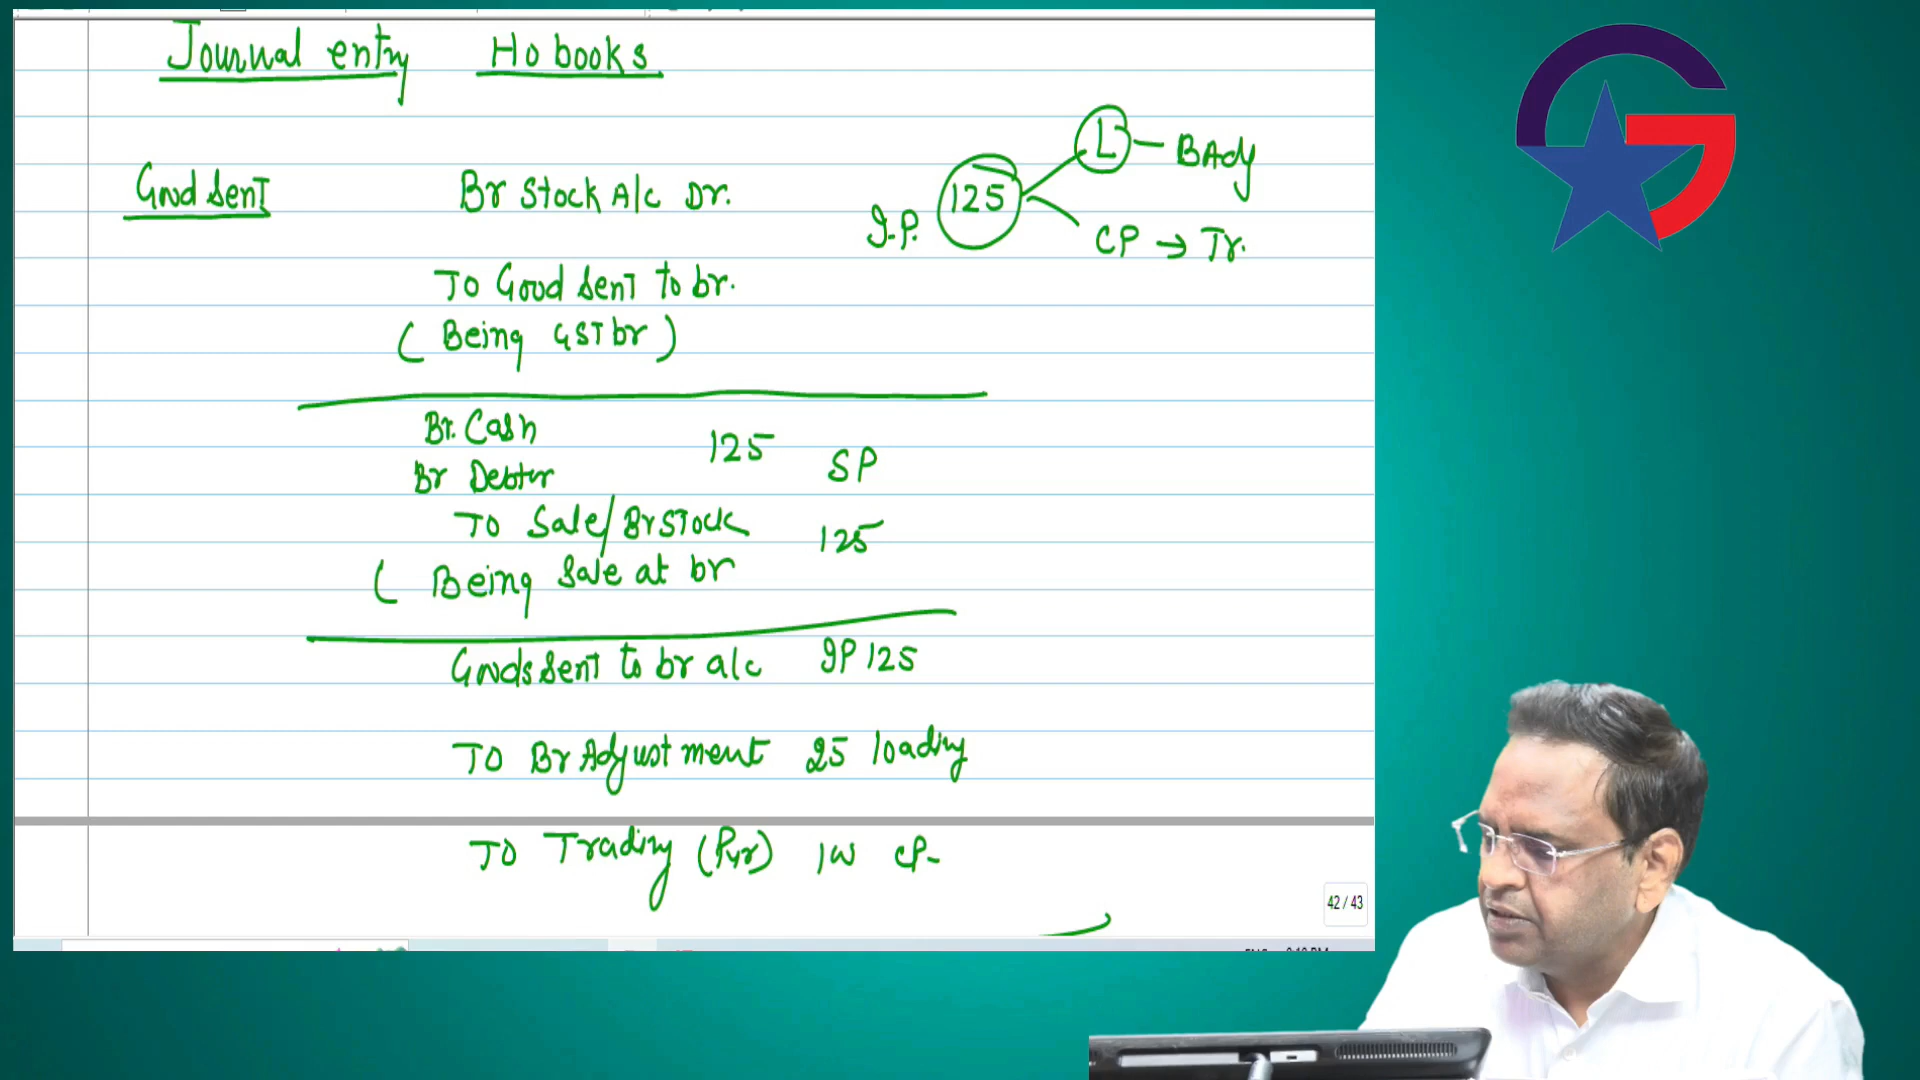 Journal entry Ho books
Good Sent Br Stock A/c Dr.
I.P. 125 L — BAdj
CP → Tr.
To Good Sent to br.
( Being GST br )
Br. Cash 125
Br Debtor SP
To Sale/Br Stock 125
( Being Sale at br
Goods Sent to br a/c IP 125
To Br Adjustment 25 loading
To Trading (Pur) 100 CP-
42 / 43